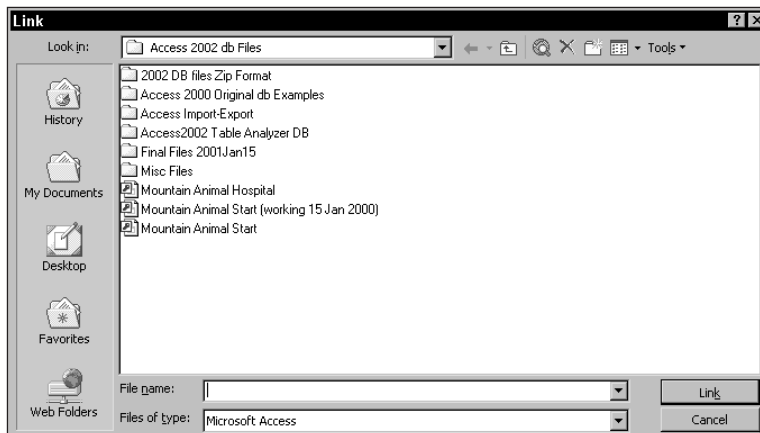 Link
Look in:
Access 2002 db Files
Tools
2002 DB files Zip Format
Access 2000 Original db Examples
Access Import-Export
Access2002 Table Analyzer DB
Final Files 2001Jan15
Misc Files
Mountain Animal Hospital
Mountain Animal Start (working 15 Jan 2000)
Mountain Animal Start
History
My Documents
Desktop
Favorites
Web Folders
File name:
Link
Files of type:
Microsoft Access
Cancel